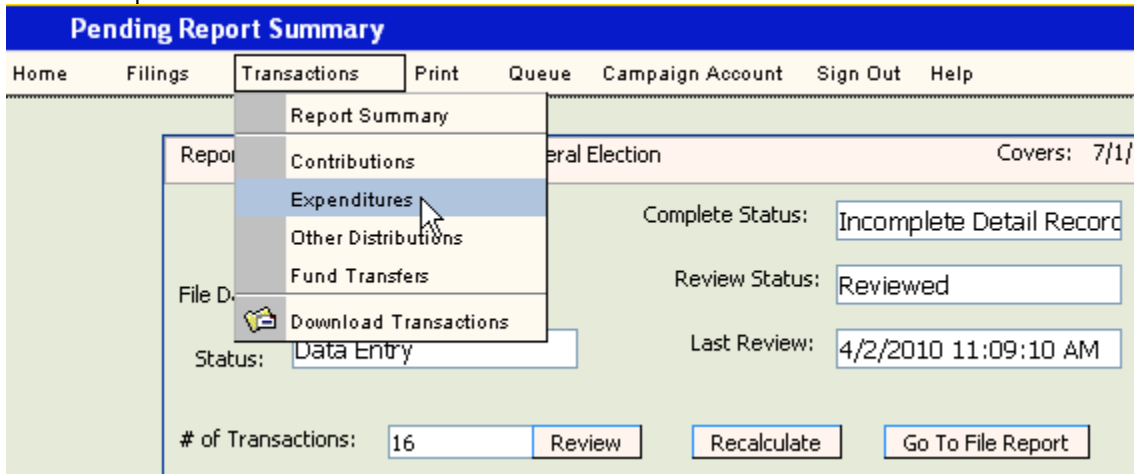 Pending Report Summary
Home Filings Transactions Print Queue Campaign Account Sign Out Help
Report Summary
Contributions
Expenditures
Other Distributions
Fund Transfers
Download Transactions
eral Election Covers: 7/1/
Complete Status: Incomplete Detail Record
Review Status: Reviewed
Status: Data Entry
Last Review: 4/2/2010 11:09:10 AM
# of Transactions: 16 Review Recalculate Go To File Report